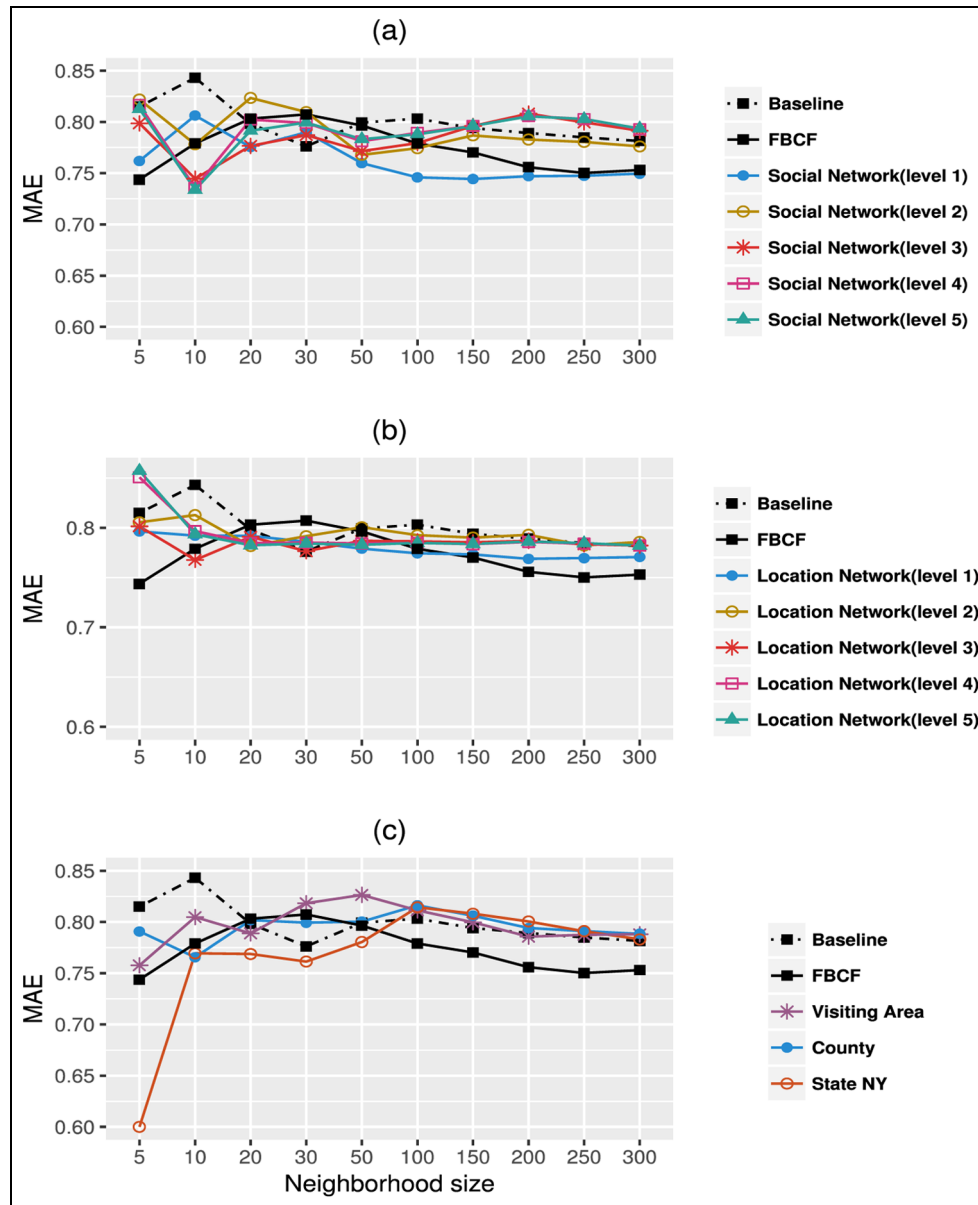 (a)
0.85
0.80
0.75
0.70
0.65
0.60
MAE
5 10 20 30 50 100 150 200 250 300
Baseline
FBCF
Social Network(level 1)
Social Network(level 2)
Social Network(level 3)
Social Network(level 4)
Social Network(level 5)
(b)
0.8
0.7
0.6
MAE
5 10 20 30 50 100 150 200 250 300
Baseline
FBCF
Location Network(level 1)
Location Network(level 2)
Location Network(level 3)
Location Network(level 4)
Location Network(level 5)
(c)
0.85
0.80
0.75
0.70
0.65
0.60
MAE
5 10 20 30 50 100 150 200 250 300
Neighborhood size
Baseline
FBCF
Visiting Area
County
State NY